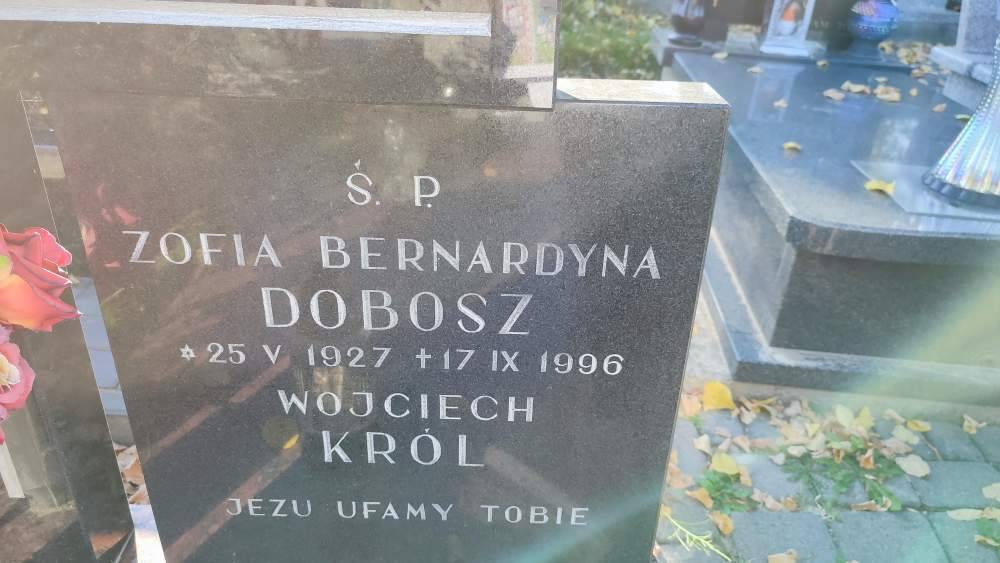 Ś. P.
ZOFIA BERNARDYNA
DOBOSZ
* 25 V 1927 † 17 IX 1996
WOJCIECH
KRÓL
JEZU UFAMY TOBIE